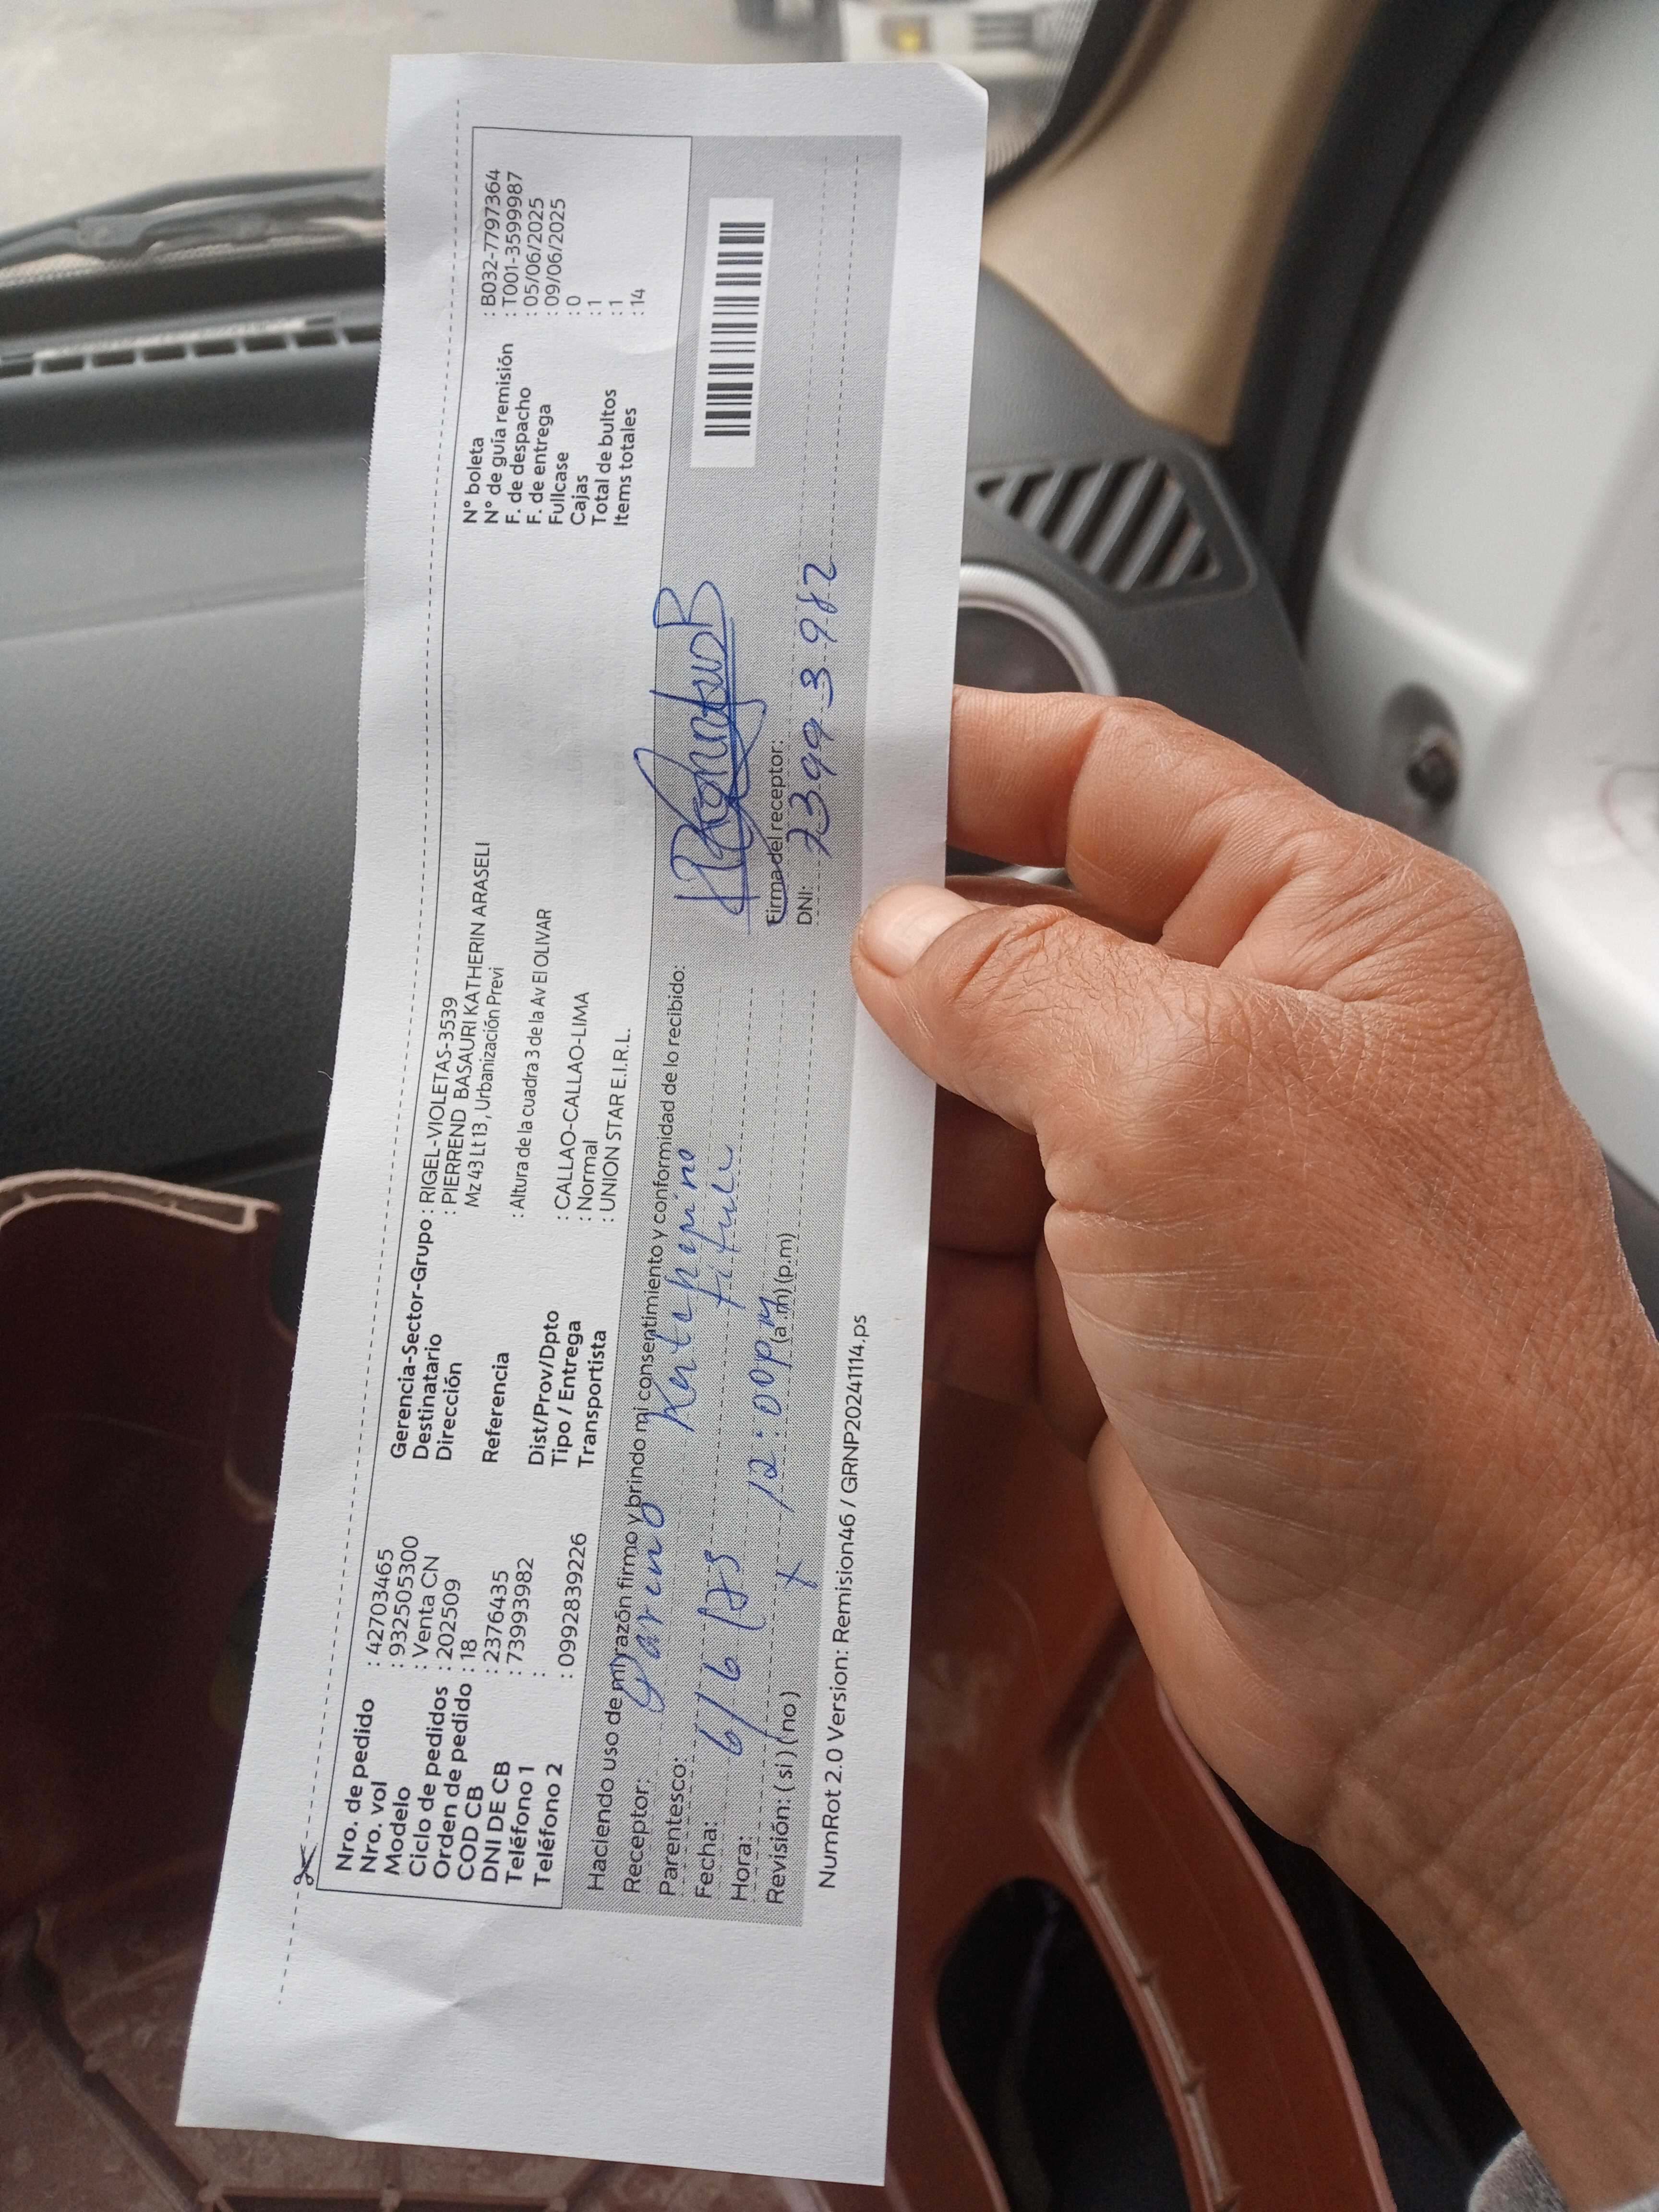 Nro. de pedido : 42703465
Nro. vol : 932505300
Modelo : Venta CN
Ciclo de pedidos : 202509
Orden de pedido : 18
COD CB : 2376435
DNI DE CB : 73993982
Teléfono 1 :
Teléfono 2 : 0992839226
Gerencia-Sector-Grupo : RIGEL-VIOLETAS-3539
Destinatario : PIERREND BASAURI KATHERIN ARASELI
Dirección Mz 43 Lt 13 , Urbanización Previ
Referencia : Altura de la cuadra 3 de la Av El OLIVAR
Dist/Prov/Dpto : CALLAO-CALLAO-LIMA
Tipo / Entrega : Normal
Transportista : UNION STAR E.I.R.L.
N° boleta : B032-7797364
N° de guía remisión : T001-3599987
F. de despacho : 05/06/2025
F. de entrega : 09/06/2025
Fullcase : 0
Cajas : 1
Total de bultos : 1
Items totales : 14
Haciendo uso de mi razón firmo y brindo mi consentimiento y conformidad de lo recibido:
Receptor:
Parentesco:
Fecha: 6/6/25
Hora: 12:00pm (a.m) (p.m)
Revisión: ( si ) ( no ) x
Firma del receptor:
DNI: 73993982
NumRot 2.0 Version: Remision46 / GRNP20241114.ps